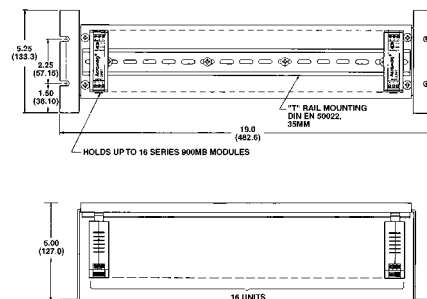 5.25
(133.3)
2.25
(57.15)
1.50
(38.10)
"T" RAIL MOUNTING
DIN EN 50022,
35MM
19.0
(482.6)
HOLDS UP TO 16 SERIES 900MB MODULES
5.00
(127.0)
16 UNITS